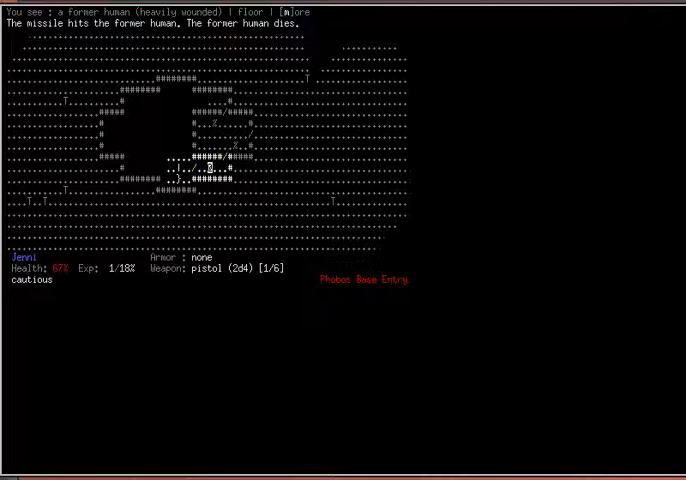 You see : a former human (heavily wounded) | floor | [m]ore
The missile hits the former human. The former human dies.
Jenni
Armor : none
Health: 67% Exp: 1/18% Weapon: pistol (2d4) [1/6]
cautious
Phobos Base Entry